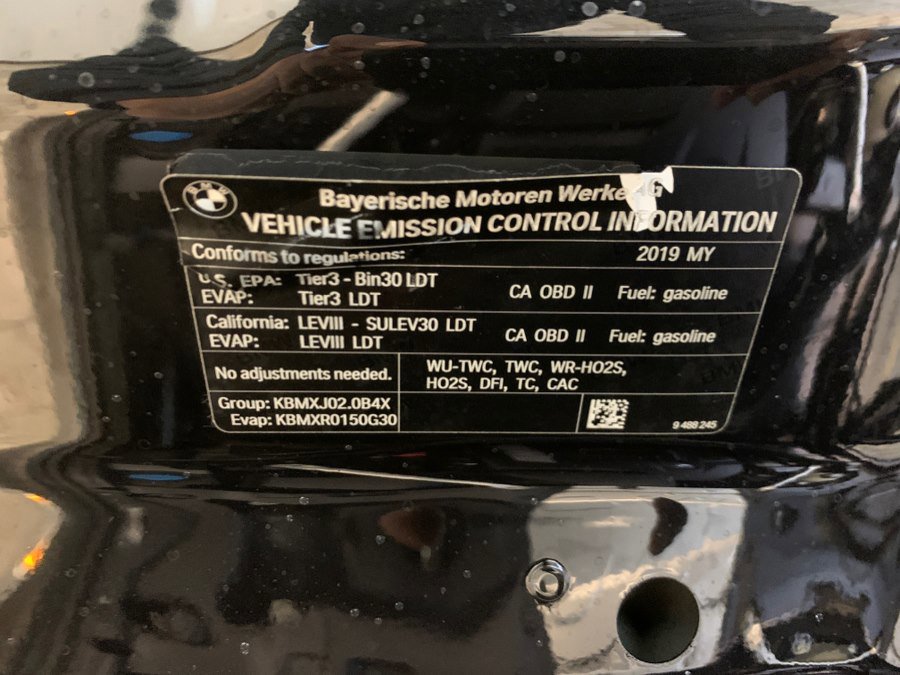 BMW
Bayerische Motoren Werke AG
VEHICLE EMISSION CONTROL INFORMATION
Conforms to regulations: 2019 MY
U.S. EPA: Tier3 - Bin30 LDT
EVAP: Tier3 LDT CA OBD II Fuel: gasoline
California: LEVIII - SULEV30 LDT
EVAP: LEVIII LDT CA OBD II Fuel: gasoline
No adjustments needed.
WU-TWC, TWC, WR-HO2S,
HO2S, DFI, TC, CAC
Group: KBMXJ02.0B4X
Evap: KBMXR0150G30
9 488 245